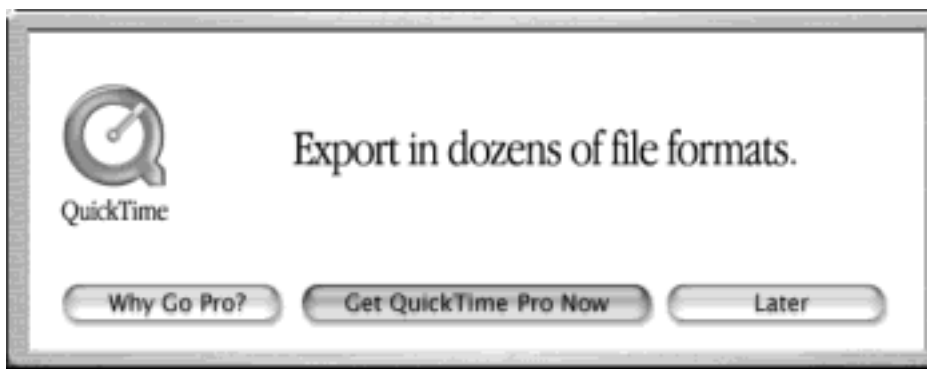 Export in dozens of file formats.
QuickTime
Why Go Pro?
Get QuickTime Pro Now
Later